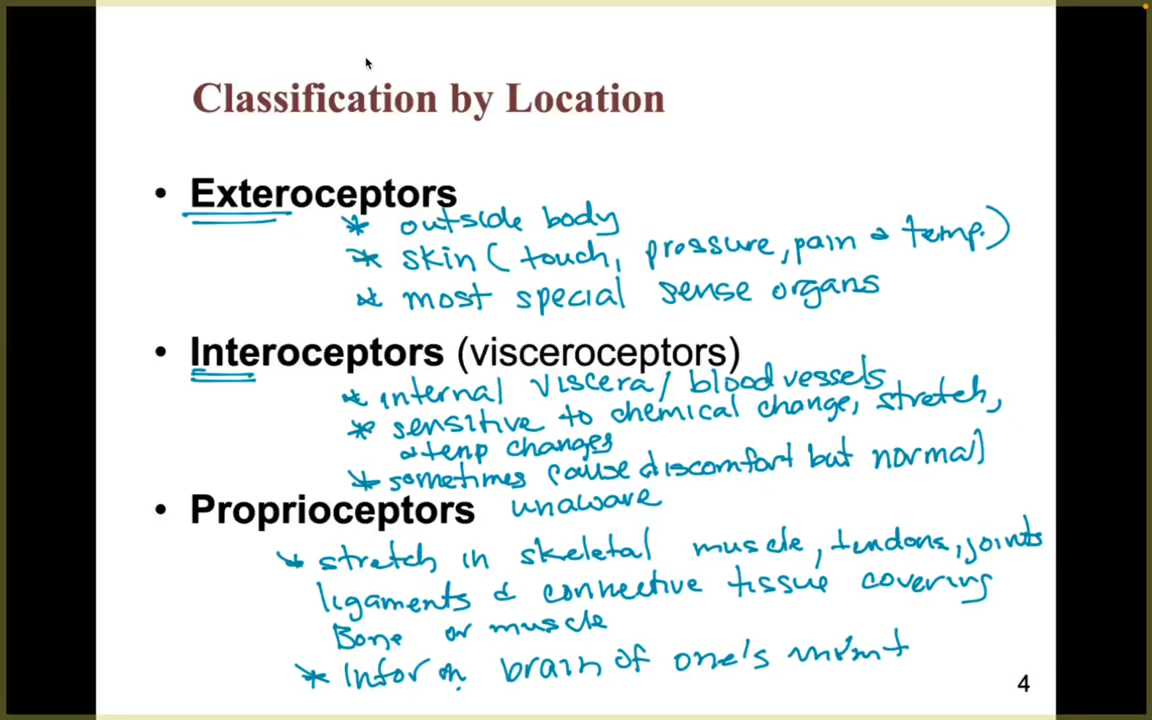 Classification by Location
• Exteroceptors
* outside body
* skin (touch, pressure, pain & temp.)
* most special sense organs
• Interoceptors (visceroceptors)
* internal viscera / blood vessels
* sensitive to chemical change, stretch,
& temp changes
* sometimes cause discomfort but normal
unaware
• Proprioceptors
* stretch in skeletal muscle, tendons, joints
ligaments & connective tissue covering
Bone or muscle
* Infor brain of one's
4